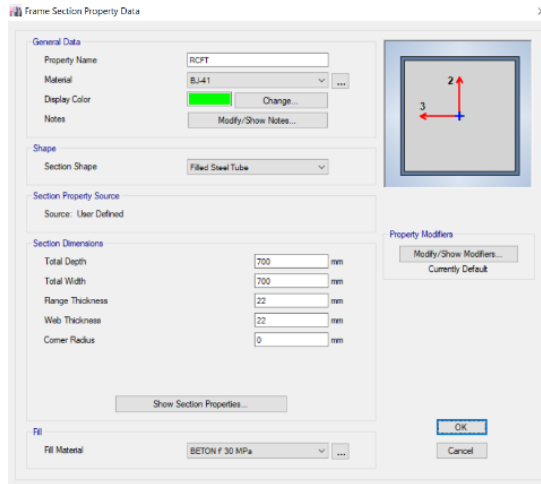 Frame Section Property Data
General Data
Property Name RCFT
Material BJ-41 ...
Display Color Change...
Notes Modify/Show Notes...
Shape
Section Shape Filled Steel Tube
Section Property Source
Source: User Defined
Section Dimensions
Total Depth 700 mm
Total Width 700 mm
Flange Thickness 22 mm
Web Thickness 22 mm
Corner Radius 0 mm
Show Section Properties...
Fill
Fill Material BETON f' 30 MPa ...
2
3
Property Modifiers
Modify/Show Modifiers...
Currently Default
OK
Cancel